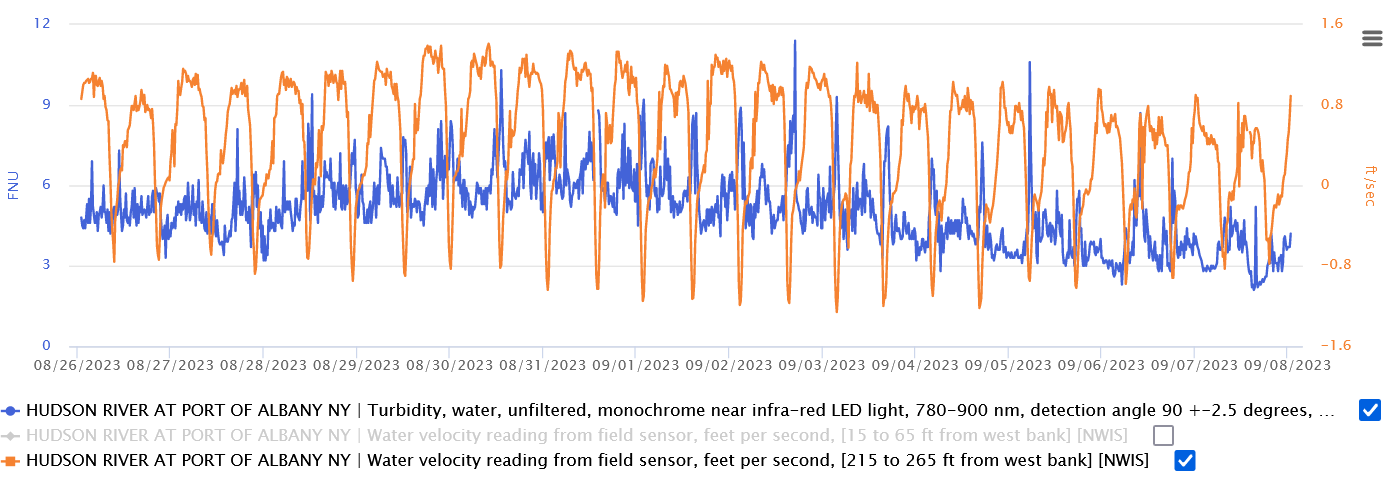 12 1.6
9 0.8
6 0
3 −0.8
0 −1.6
FNU
ft/sec
08/26/2023 08/27/2023 08/28/2023 08/29/2023 08/30/2023 08/31/2023 09/01/2023 09/02/2023 09/03/2023 09/04/2023 09/05/2023 09/06/2023 09/07/2023 09/08/2023
HUDSON RIVER AT PORT OF ALBANY NY | Turbidity, water, unfiltered, monochrome near infra-red LED light, 780-900 nm, detection angle 90 +-2.5 degrees, ...
HUDSON RIVER AT PORT OF ALBANY NY | Water velocity reading from field sensor, feet per second, [15 to 65 ft from west bank] [NWIS]
HUDSON RIVER AT PORT OF ALBANY NY | Water velocity reading from field sensor, feet per second, [215 to 265 ft from west bank] [NWIS]